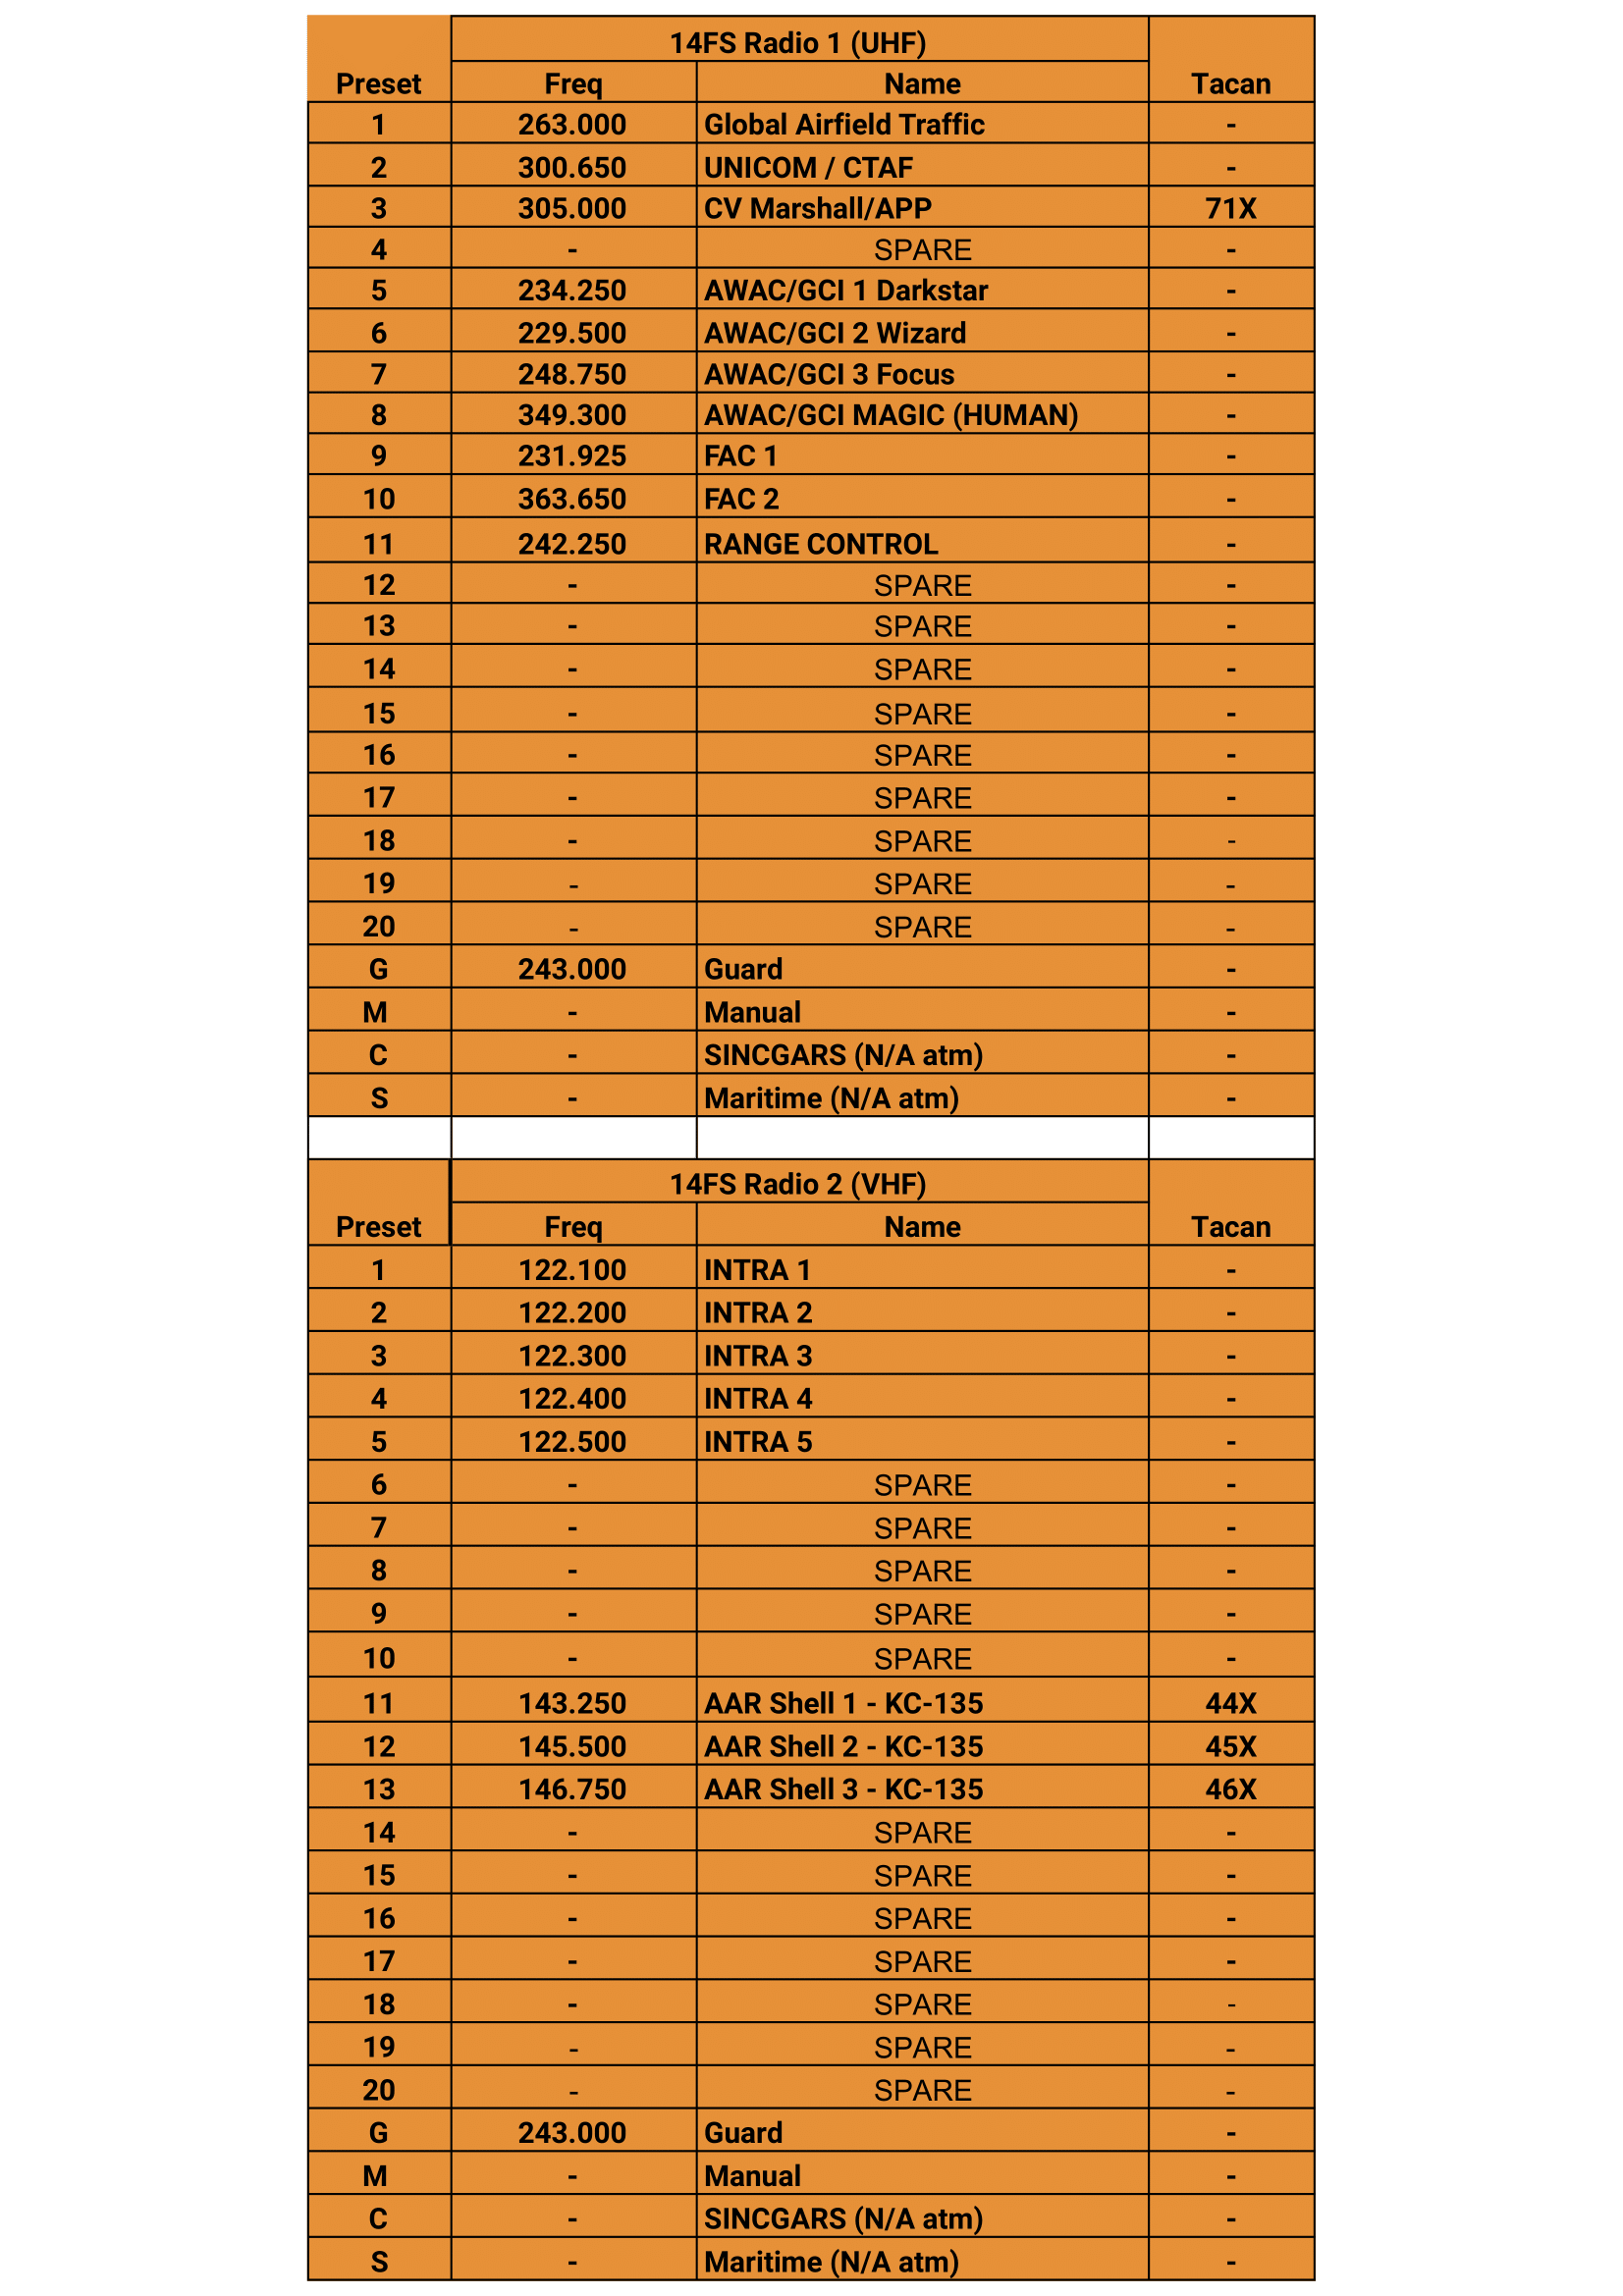 14FS Radio 1 (UHF)
Preset Freq Name Tacan
1 263.000 Global Airfield Traffic -
2 300.650 UNICOM / CTAF -
3 305.000 CV Marshall/APP 71X
4 - SPARE -
5 234.250 AWAC/GCI 1 Darkstar -
6 229.500 AWAC/GCI 2 Wizard -
7 248.750 AWAC/GCI 3 Focus -
8 349.300 AWAC/GCI MAGIC (HUMAN) -
9 231.925 FAC 1 -
10 363.650 FAC 2 -
11 242.250 RANGE CONTROL -
12 - SPARE -
13 - SPARE -
14 - SPARE -
15 - SPARE -
16 - SPARE -
17 - SPARE -
18 - SPARE -
19 - SPARE -
20 - SPARE -
G 243.000 Guard -
M - Manual -
C - SINCGARS (N/A atm) -
S - Maritime (N/A atm) -
14FS Radio 2 (VHF)
Preset Freq Name Tacan
1 122.100 INTRA 1 -
2 122.200 INTRA 2 -
3 122.300 INTRA 3 -
4 122.400 INTRA 4 -
5 122.500 INTRA 5 -
6 - SPARE -
7 - SPARE -
8 - SPARE -
9 - SPARE -
10 - SPARE -
11 143.250 AAR Shell 1 - KC-135 44X
12 145.500 AAR Shell 2 - KC-135 45X
13 146.750 AAR Shell 3 - KC-135 46X
14 - SPARE -
15 - SPARE -
16 - SPARE -
17 - SPARE -
18 - SPARE -
19 - SPARE -
20 - SPARE -
G 243.000 Guard -
M - Manual -
C - SINCGARS (N/A atm) -
S - Maritime (N/A atm) -